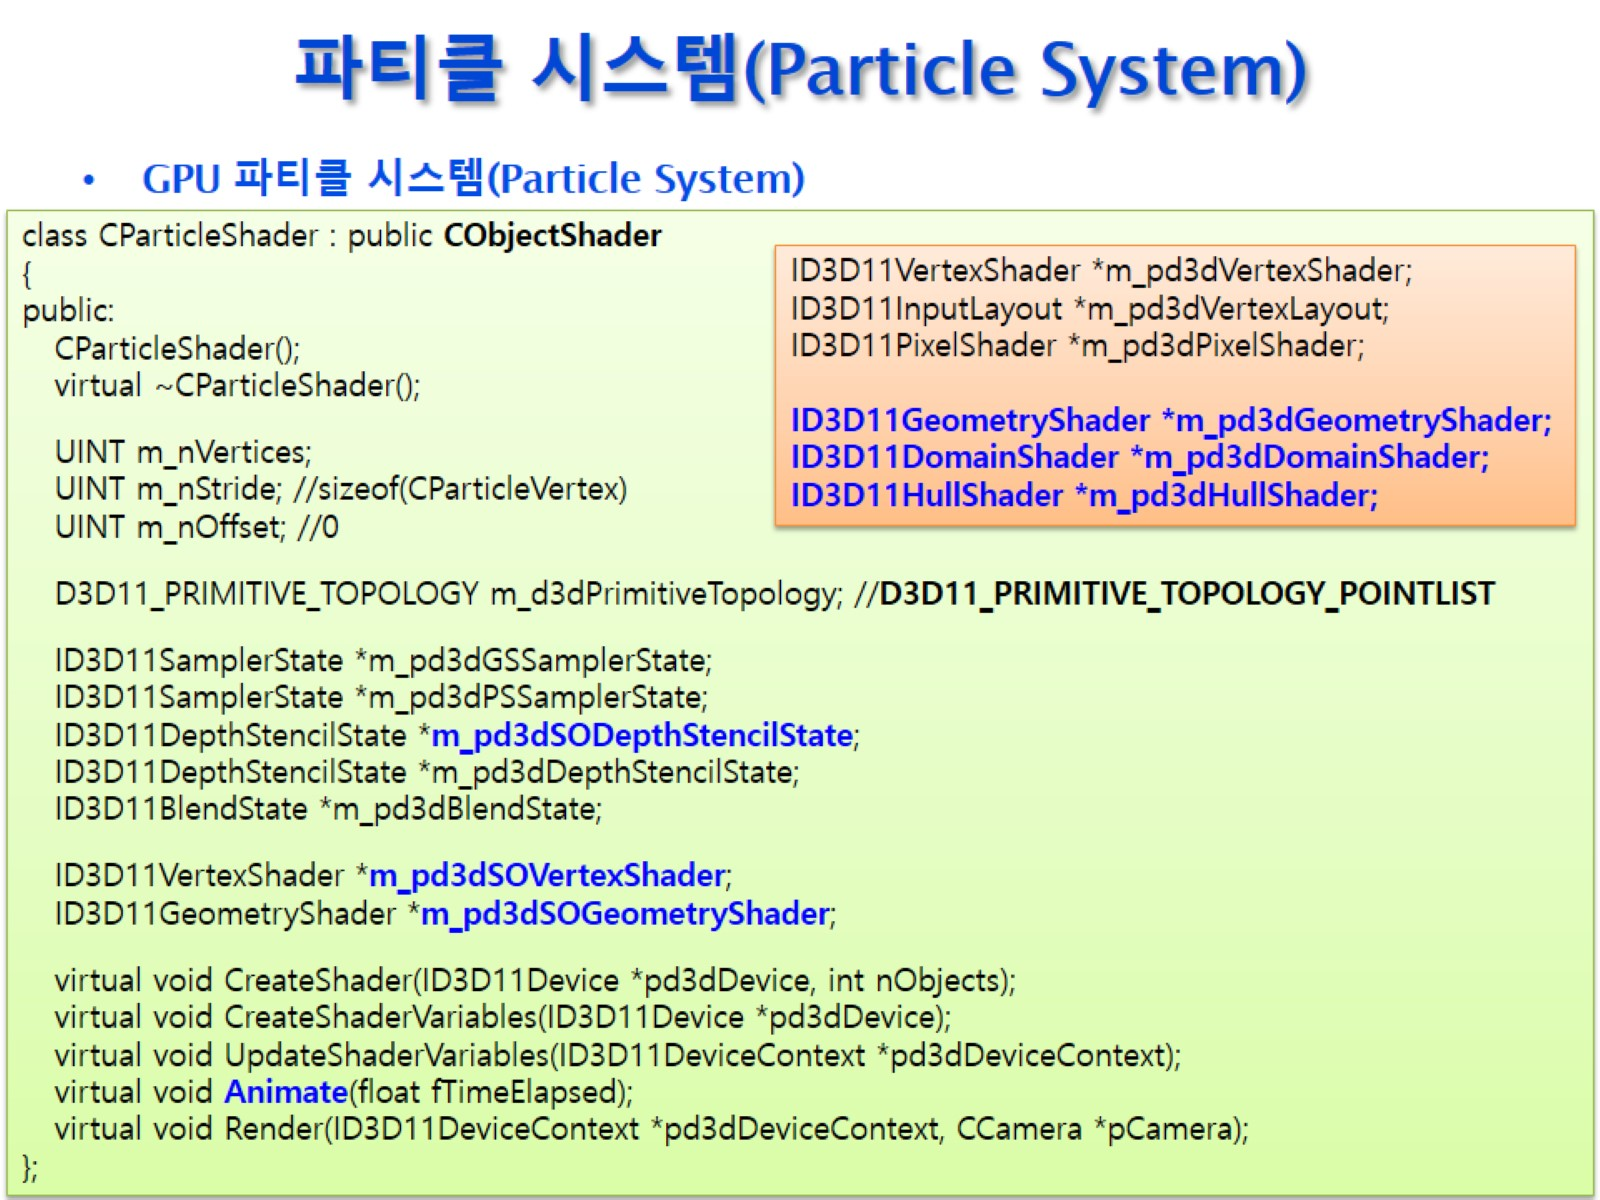 파티클 시스템(Particle System)
• GPU 파티클 시스템(Particle System)
class CParticleShader : public CObjectShader
{
public:
CParticleShader();
virtual ~CParticleShader();
UINT m_nVertices;
UINT m_nStride; //sizeof(CParticleVertex)
UINT m_nOffset; //0
ID3D11VertexShader *m_pd3dVertexShader;
ID3D11InputLayout *m_pd3dVertexLayout;
ID3D11PixelShader *m_pd3dPixelShader;
ID3D11GeometryShader *m_pd3dGeometryShader;
ID3D11DomainShader *m_pd3dDomainShader;
ID3D11HullShader *m_pd3dHullShader;
D3D11_PRIMITIVE_TOPOLOGY m_d3dPrimitiveTopology; //D3D11_PRIMITIVE_TOPOLOGY_POINTLIST
ID3D11SamplerState *m_pd3dGSSamplerState;
ID3D11SamplerState *m_pd3dPSSamplerState;
ID3D11DepthStencilState *m_pd3dSODepthStencilState;
ID3D11DepthStencilState *m_pd3dDepthStencilState;
ID3D11BlendState *m_pd3dBlendState;
ID3D11VertexShader *m_pd3dSOVertexShader;
ID3D11GeometryShader *m_pd3dSOGeometryShader;
virtual void CreateShader(ID3D11Device *pd3dDevice, int nObjects);
virtual void CreateShaderVariables(ID3D11Device *pd3dDevice);
virtual void UpdateShaderVariables(ID3D11DeviceContext *pd3dDeviceContext);
virtual void Animate(float fTimeElapsed);
virtual void Render(ID3D11DeviceContext *pd3dDeviceContext, CCamera *pCamera);
};